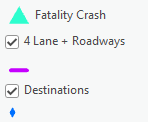 Fatality Crash
4 Lane + Roadways
Destinations